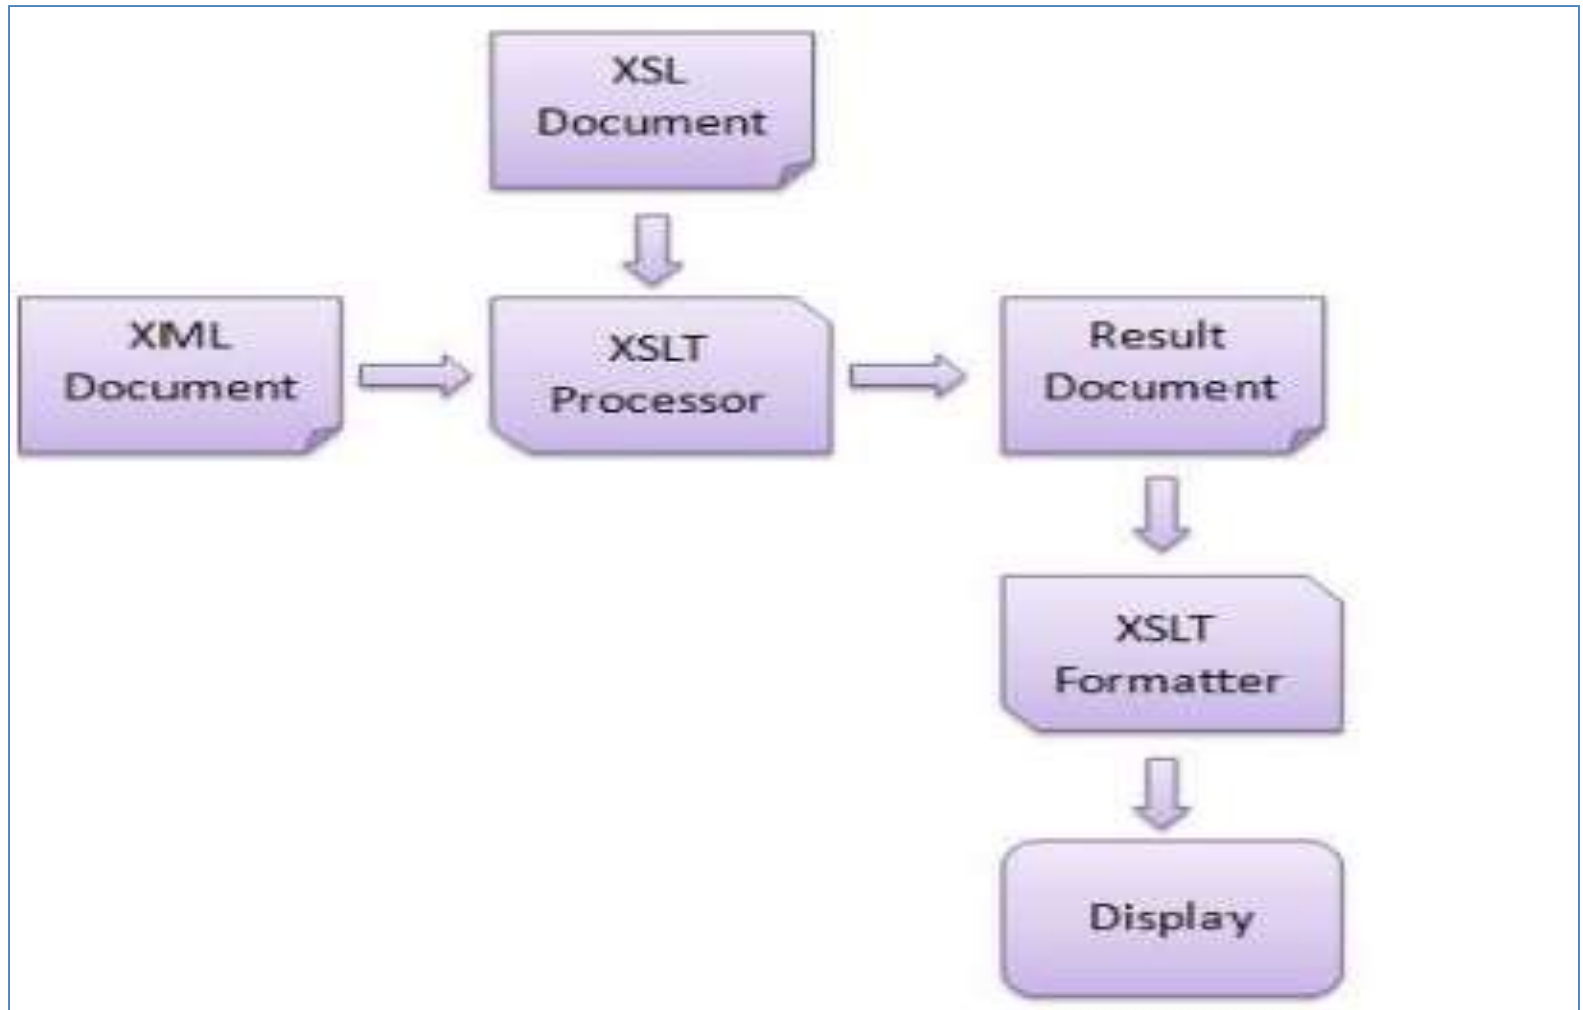 XSL
Document
XML
Document
XSLT
Processor
Result
Document
XSLT
Formatter
Display